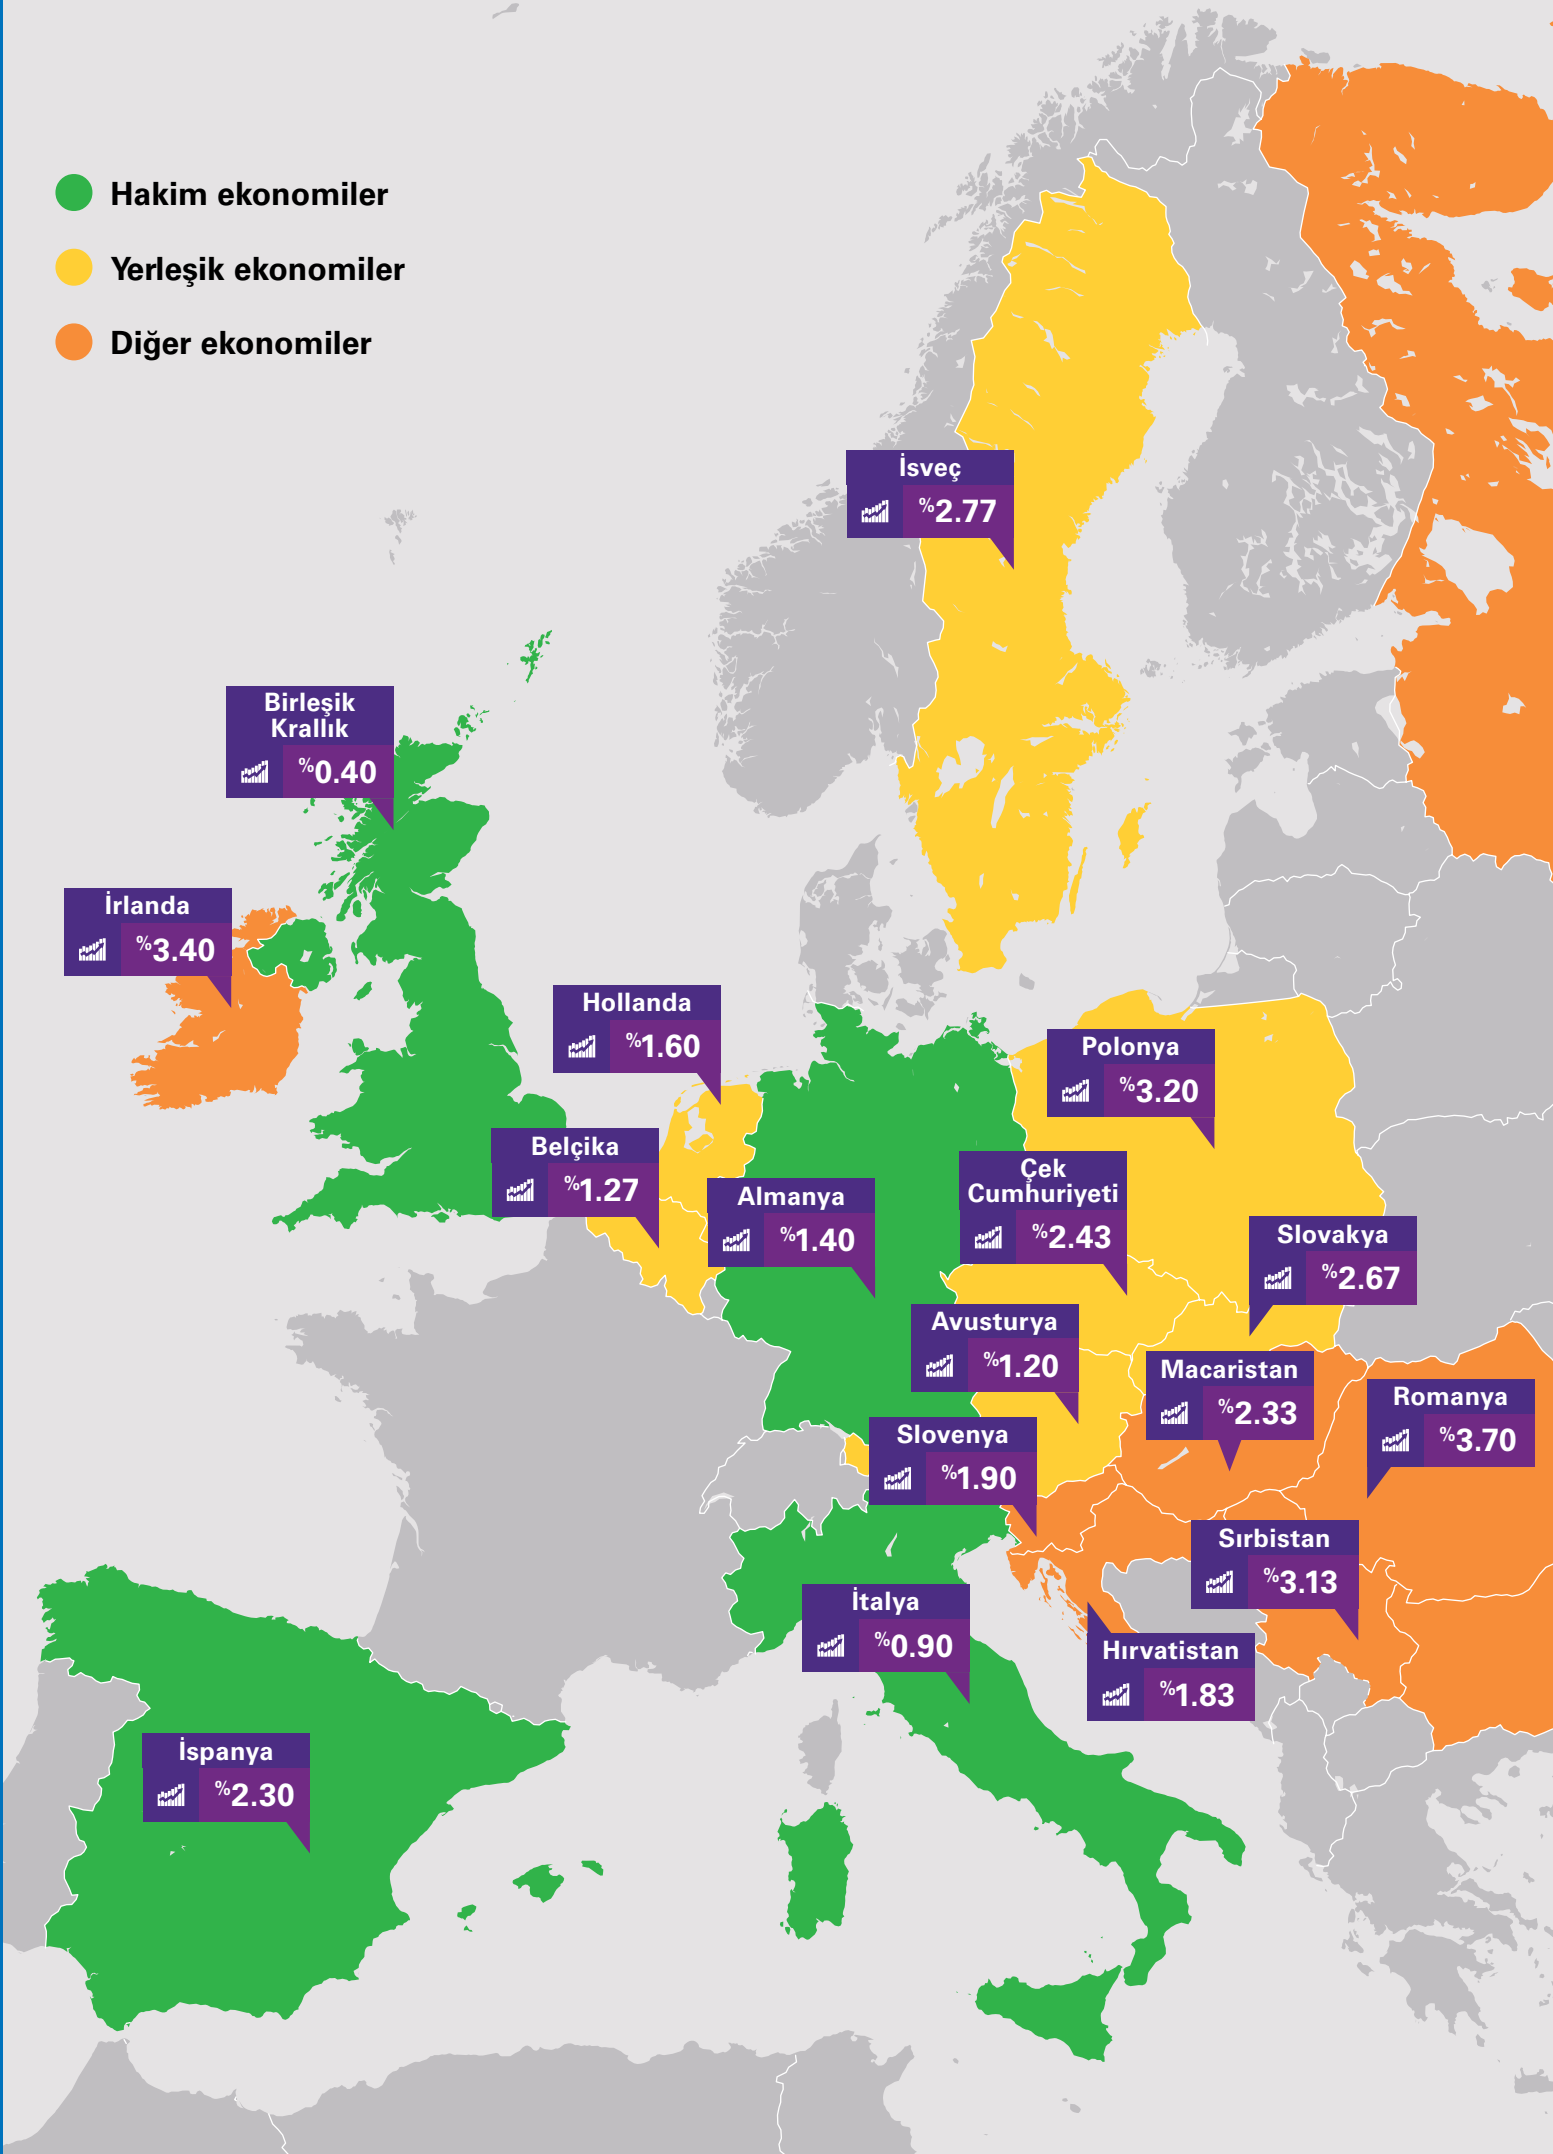 Hakim ekonomiler
Yerleşik ekonomiler
Diğer ekonomiler
İsveç
%2.77
Birleşik
Krallık
%0.40
İrlanda
%3.40
Hollanda
%1.60
Polonya
%3.20
Belçika
%1.27
Almanya
%1.40
Çek
Cumhuriyeti
%2.43
Slovakya
%2.67
Avusturya
%1.20
Macaristan
%2.33
Romanya
%3.70
Slovenya
%1.90
Sırbistan
%3.13
İtalya
%0.90
Hırvatistan
%1.83
İspanya
%2.30